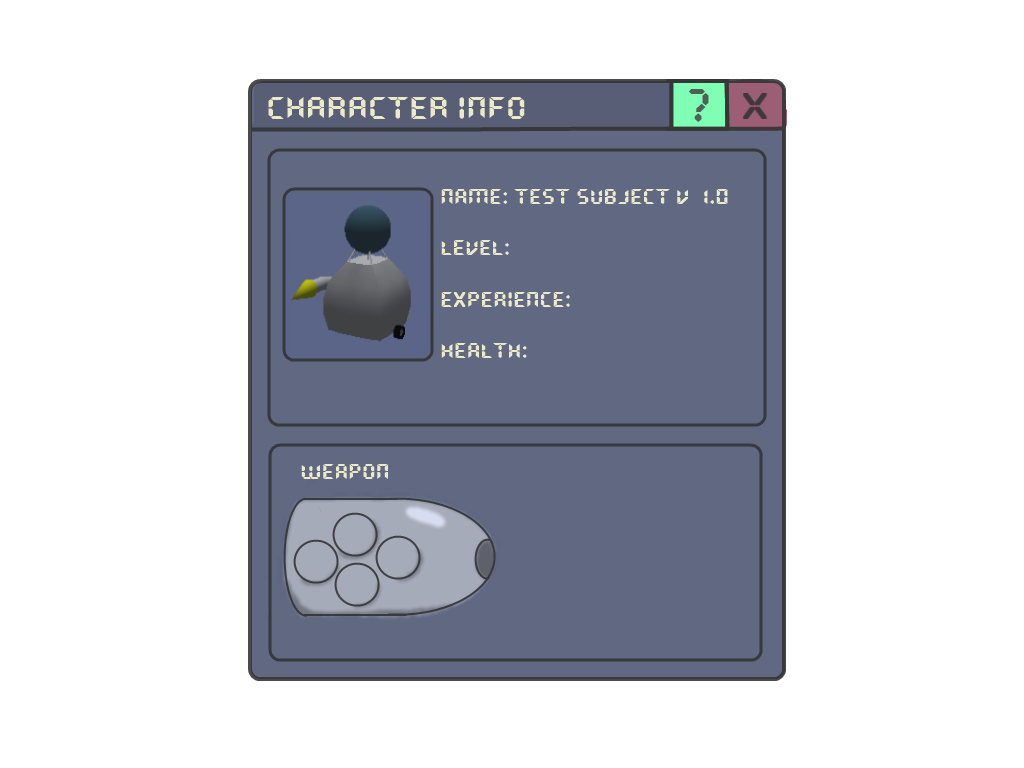 CHARACTER INFO ? X
NAME: TEST SUBJECT V 1.0
LEVEL:
EXPERIENCE:
HEALTH:
WEAPON